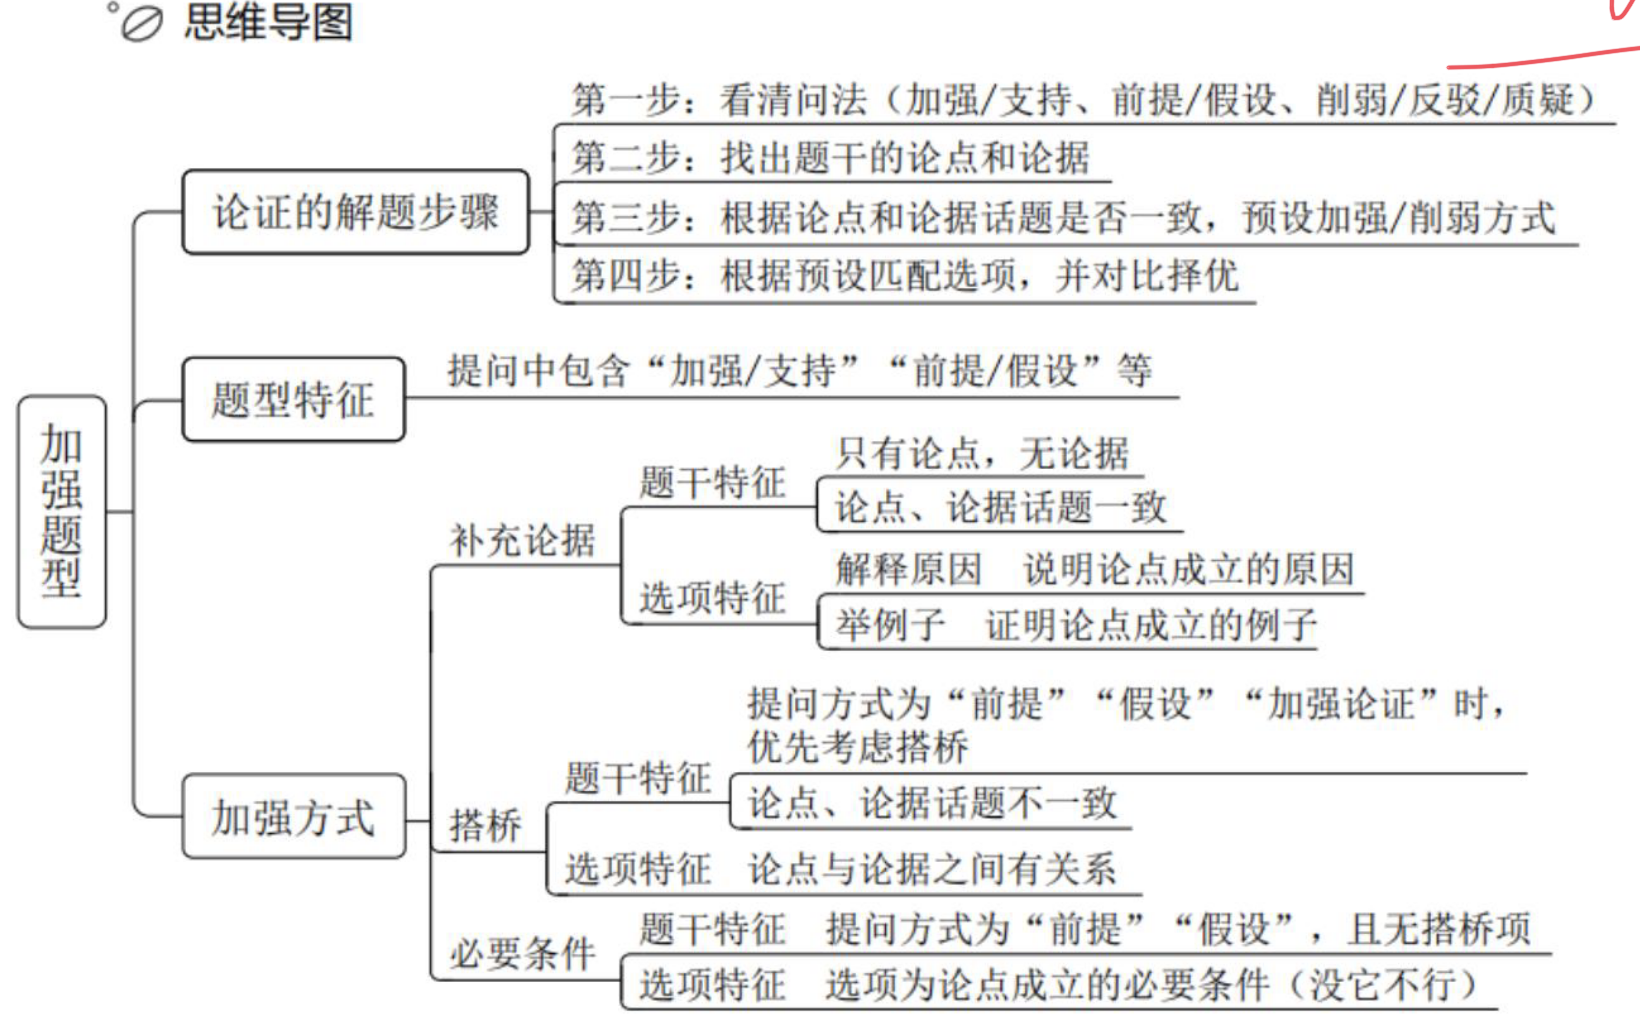 思维导图
第一步：看清问法（加强/支持、前提/假设、削弱/反驳/质疑）
第二步：找出题干的论点和论据
论证的解题步骤
第三步：根据论点和论据话题是否一致，预设加强/削弱方式
第四步：根据预设匹配选项，并对比择优
提问中包含“加强/支持”“前提/假设”等
题型特征
加强题型
只有论点，无论据
题干特征
论点、论据话题一致
补充论据
解释原因 说明论点成立的原因
选项特征
举例子 证明论点成立的例子
提问方式为“前提”“假设”“加强论证”时，
优先考虑搭桥
题干特征
论点、论据话题不一致
加强方式
搭桥
选项特征 论点与论据之间有关系
题干特征 提问方式为“前提”“假设”，且无搭桥项
必要条件
选项特征 选项为论点成立的必要条件（没它不行）